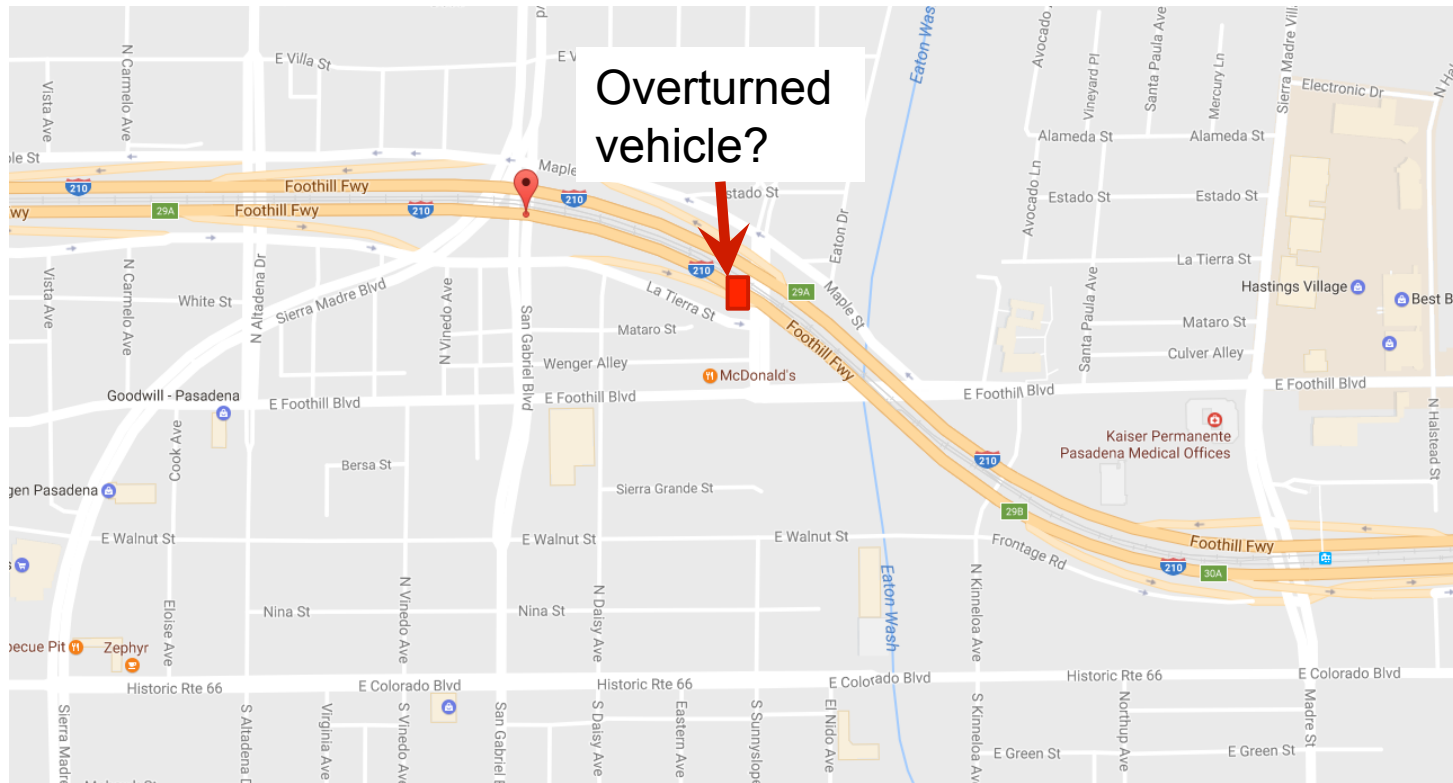 Overturned
vehicle?
E Villa St
N Carmelo Ave
Vista Ave
Eaton Wash
Avocado Ln
Vineyard Pl
Santa Paula Ave
Mercury Ln
Electronic Dr
Alameda St
Alameda St
Estado St
Estado St
Estado St
Foothill Fwy
210
210
Foothill Fwy
29A
210
210
29A
Maple St
Eaton Dr
Avocado Ln
La Tierra St
Hastings Village
Vista Ave
N Carmelo Ave
White St
N Altadena Dr
Sierra Madre Blvd
N Vinedo Ave
San Gabriel Blvd
La Tierra St
Mataro St
Wenger Alley
McDonald's
Foothill Fwy
Santa Paula Ave
Mataro St
Culver Alley
Goodwill - Pasadena
E Foothill Blvd
E Foothill Blvd
E Foothill Blvd
E Foothill Blvd
Cook Ave
Bersa St
Kaiser Permanente
Pasadena Medical Offices
N Halstead St
210
Sierra Grande St
29B
E Walnut St
E Walnut St
E Walnut St
Frontage Rd
Foothill Fwy
210
30A
Eloise Ave
Nina St
N Vinedo Ave
Nina St
N Daisy Ave
Eaton Wash
N Kinneloa Ave
Zephyr
Historic Rte 66
E Colorado Blvd
Historic Rte 66
E Colorado Blvd
Historic Rte 66
E Colorado Blvd
Virginia Ave
S Vinedo Ave
S Daisy Ave
Eastern Ave
El Nido Ave
Northup Ave
Madre St
E Green St
E Green St